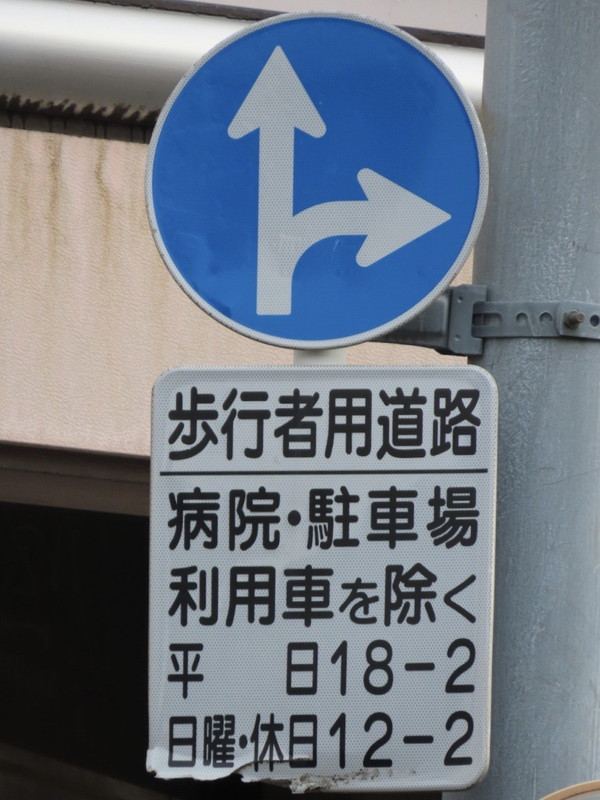 歩行者用道路
病院・駐車場
利用車を除く
平　日18-2
日曜・休日12-2